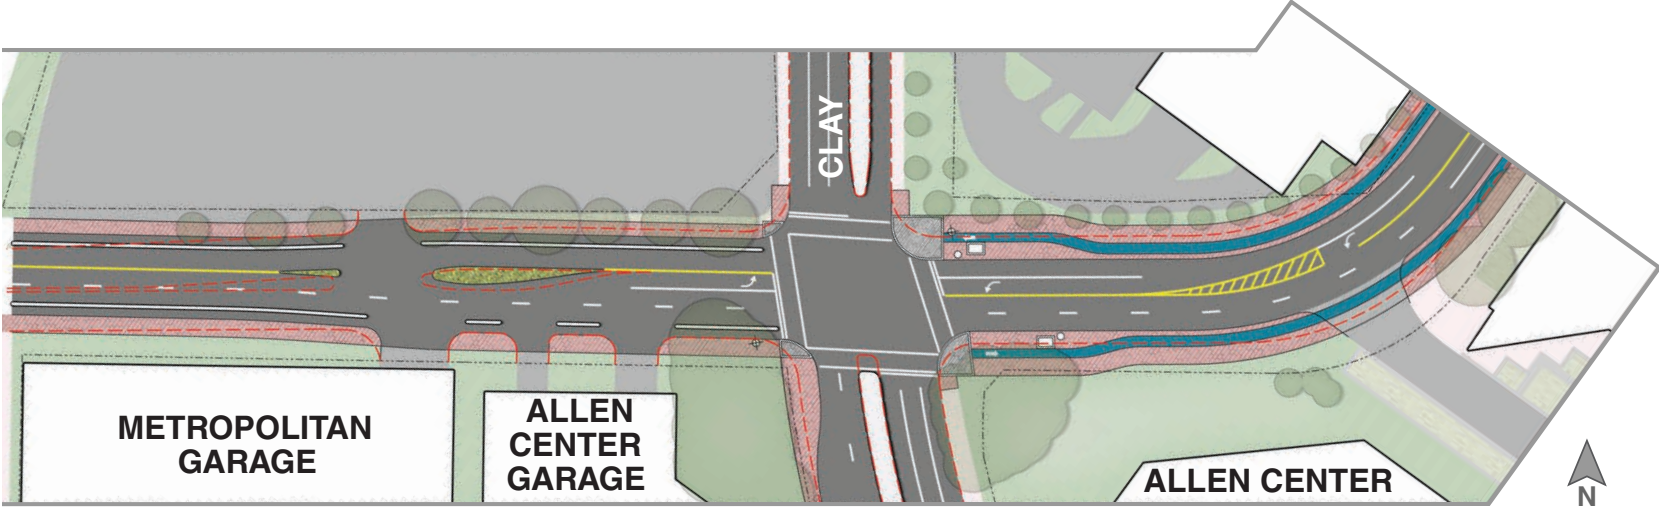 CLAY
METROPOLITAN
GARAGE
ALLEN
CENTER
GARAGE
ALLEN CENTER
N